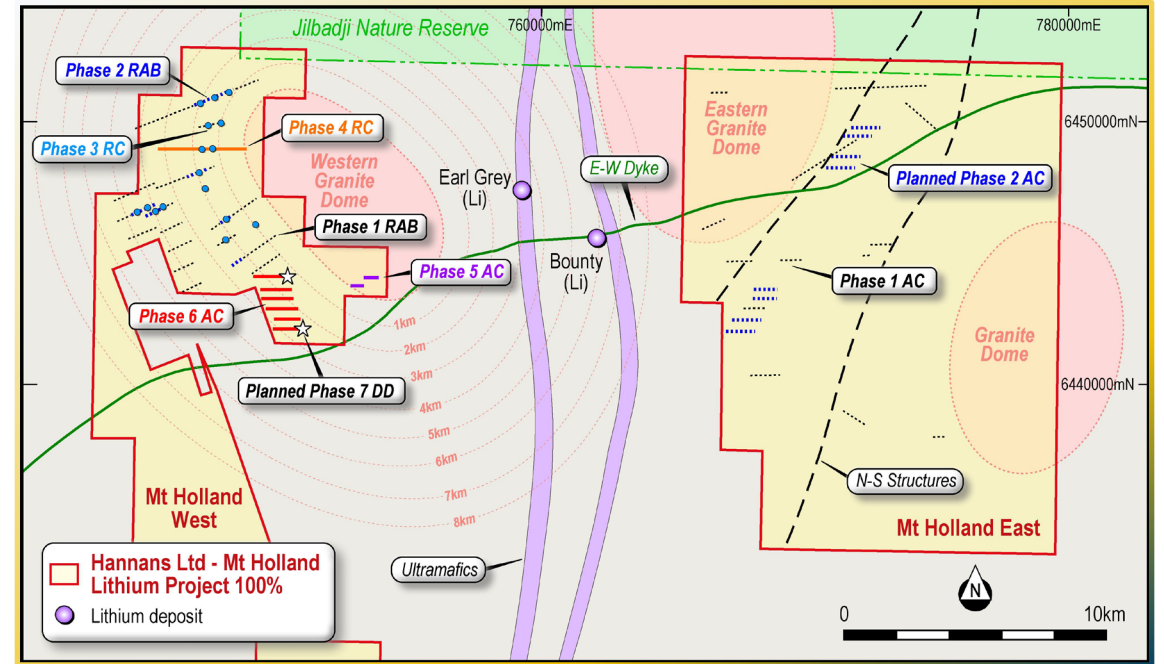 Jilbadji Nature Reserve
760000mE
780000mE
Phase 2 RAB
Phase 3 RC
Phase 4 RC
Western
Granite
Dome
Eastern
Granite
Dome
6450000mN
Earl Grey
(Li)
E-W Dyke
Planned Phase 2 AC
Phase 1 RAB
Bounty
(Li)
Phase 5 AC
Phase 1 AC
Phase 6 AC
1km
2km
3km
4km
5km
6km
7km
8km
Granite
Dome
Planned Phase 7 DD
6440000mN
N-S Structures
Mt Holland
West
Mt Holland East
Hannans Ltd - Mt Holland
Lithium Project 100%
Lithium deposit
Ultramafics
N
0
10km